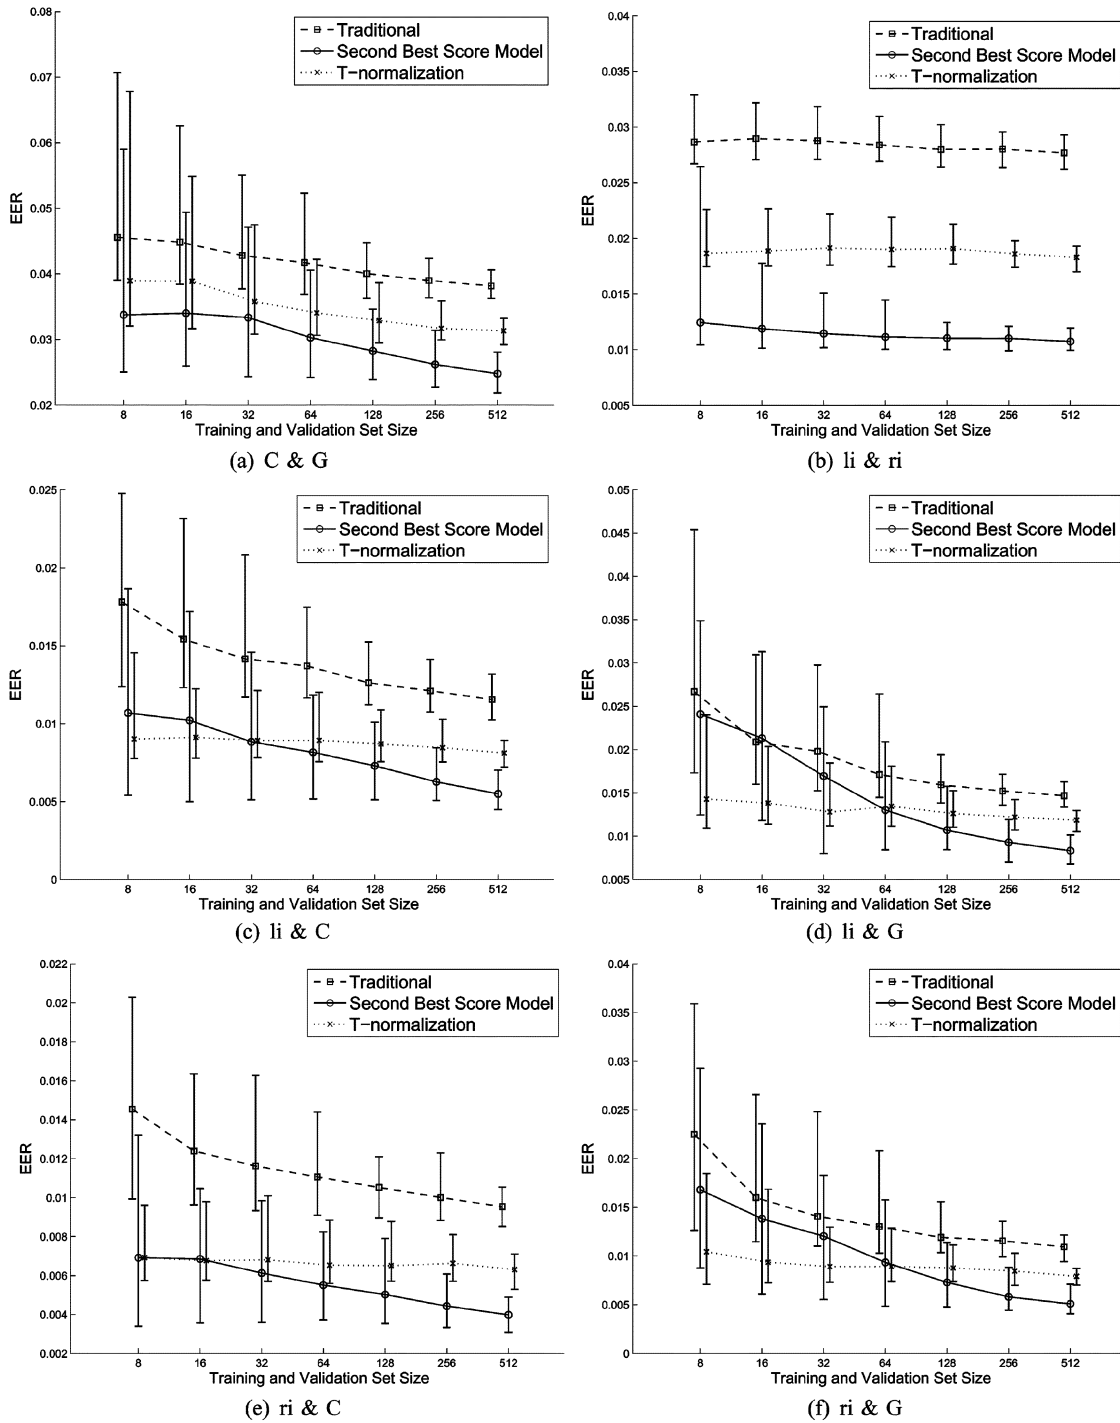 0.08
0.07
0.06
0.05
0.04
0.03
0.02
EER
Traditional
Second Best Score Model
T−normalization
8 16 32 64 128 256 512
Training and Validation Set Size
(a) C & G
0.04
0.035
0.03
0.025
0.02
0.015
0.01
0.005
EER
Traditional
Second Best Score Model
T−normalization
8 16 32 64 128 256 512
Training and Validation Set Size
(b) li & ri
0.025
0.02
0.015
0.01
0.005
0
EER
Traditional
Second Best Score Model
T−normalization
8 16 32 64 128 256 512
Training and Validation Set Size
(c) li & C
0.05
0.045
0.04
0.035
0.03
0.025
0.02
0.015
0.01
0.005
EER
Traditional
Second Best Score Model
T−normalization
8 16 32 64 128 256 512
Training and Validation Set Size
(d) li & G
0.022
0.02
0.018
0.016
0.014
0.012
0.01
0.008
0.006
0.004
0.002
EER
Traditional
Second Best Score Model
T−normalization
8 16 32 64 128 256 512
Training and Validation Set Size
(e) ri & C
0.04
0.035
0.03
0.025
0.02
0.015
0.01
0.005
0
EER
Traditional
Second Best Score Model
T−normalization
8 16 32 64 128 256 512
Training and Validation Set Size
(f) ri & G